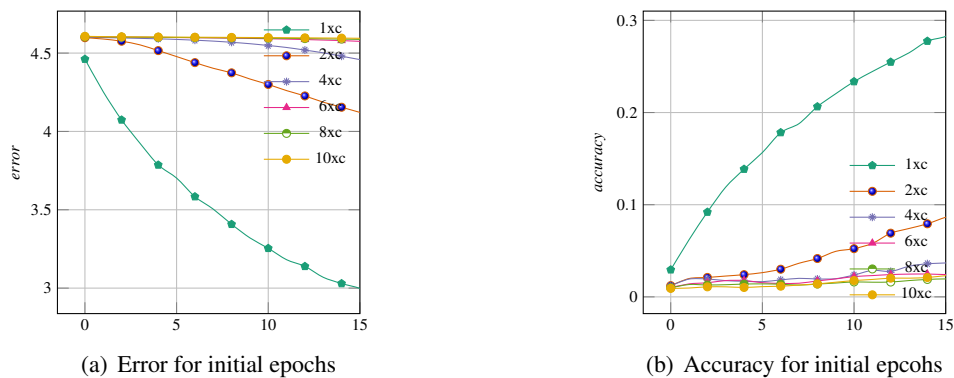 4.5
4
3.5
3
error
0
5
10
15
1xc
2xc
4xc
6xc
8xc
10xc
(a) Error for initial epochs
0.3
0.2
0.1
0
accuracy
0
5
10
15
1xc
2xc
4xc
6xc
8xc
10xc
(b) Accuracy for initial epcohs